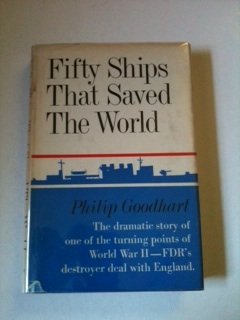 Fifty Ships
That Saved
The World
Philip Goodhart
The dramatic story of
one of the turning points of
World War II—FDR's
destroyer deal with England.